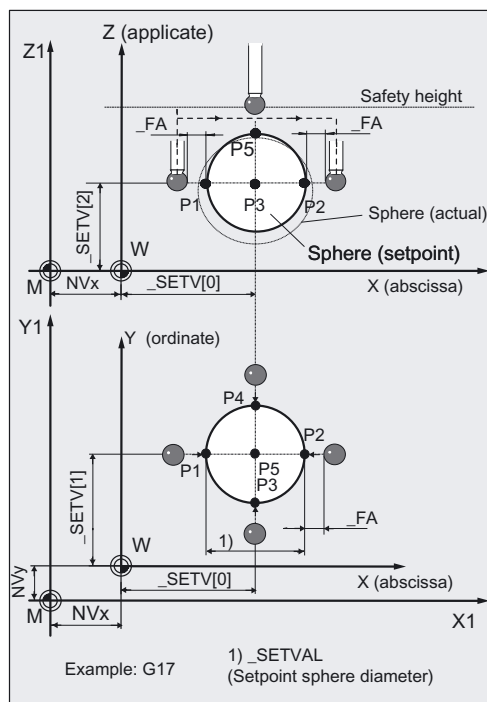 Z1
Z (applicate)
Safety height
_FA
_FA
P5
P1
P3
P2
Sphere (actual)
Sphere (setpoint)
_SETV[2]
W
M
NVx
_SETV[0]
X (abscissa)
Y1
Y (ordinate)
P4
P1
P2
P5
P3
_FA
1)
_SETV[1]
W
_SETV[0]
X (abscissa)
NVy
M
NVx
X1
Example: G17
1) _SETVAL
(Setpoint sphere diameter)